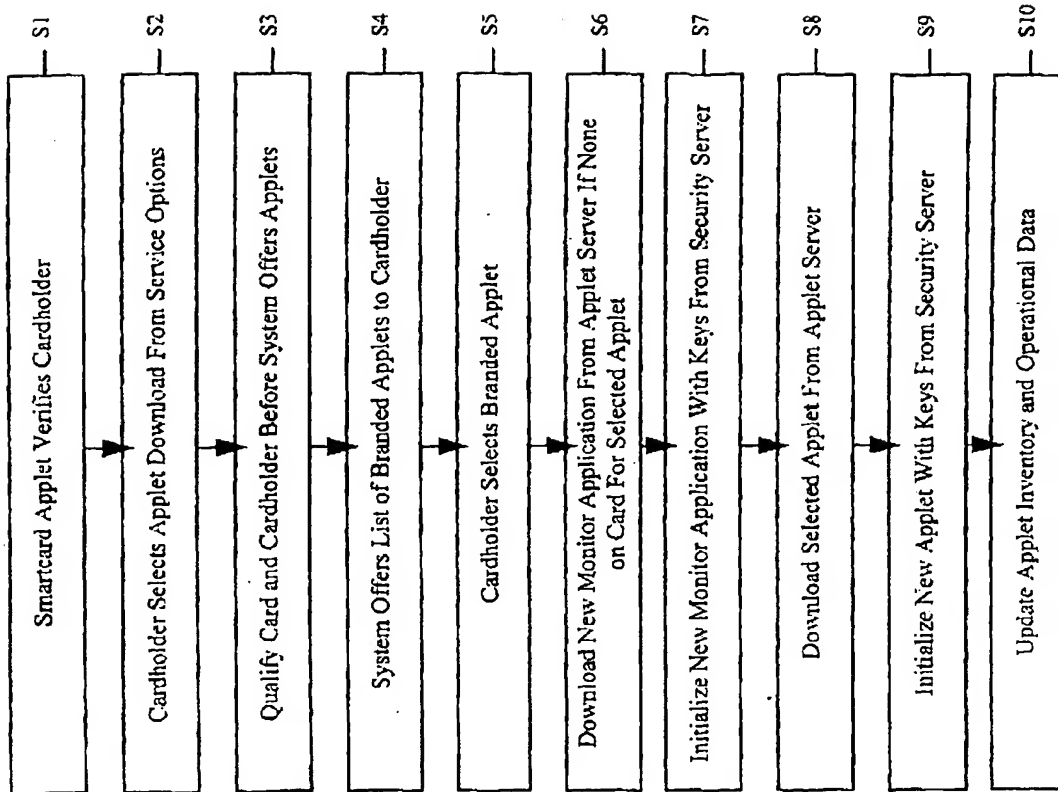 Smartcard Applet Verifies Cardholder
S1
Cardholder Selects Applet Download From Service Options
S2
Qualify Card and Cardholder Before System Offers Applets
S3
System Offers List of Branded Applets to Cardholder
S4
Cardholder Selects Branded Applet
S5
Download New Monitor Application From Applet Server If None
on Card For Selected Applet
S6
Initialize New Monitor Application With Keys From Security Server
S7
Download Selected Applet From Applet Server
S8
Initialize New Applet With Keys From Security Server
S9
Update Applet Inventory and Operational Data
S10